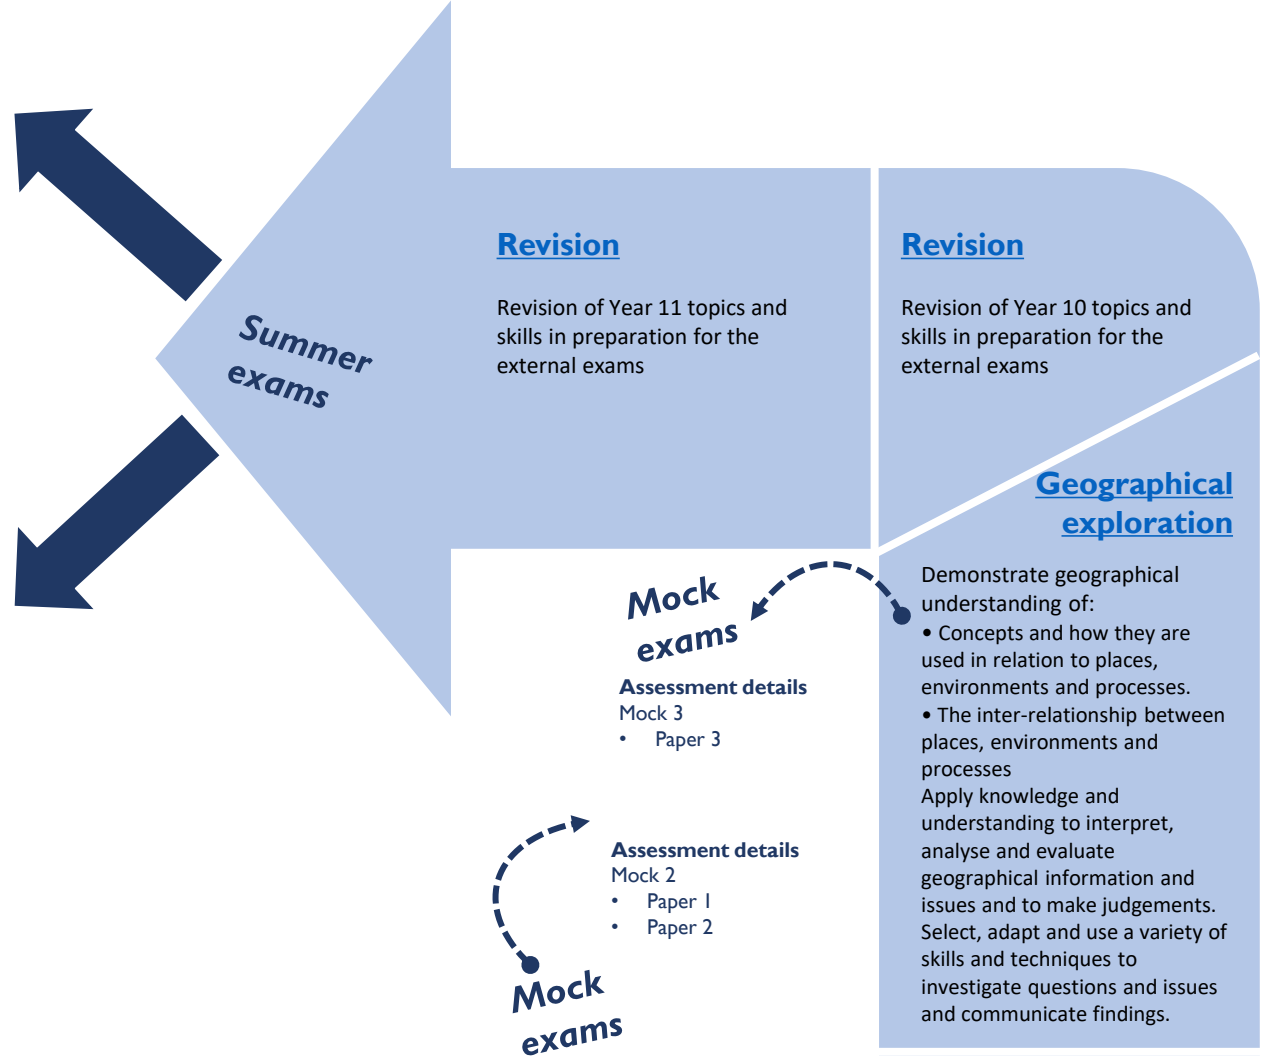 Revision
Revision of Year 11 topics and
skills in preparation for the
external exams
Revision
Revision of Year 10 topics and
skills in preparation for the
external exams
Summer
exams
Geographical
exploration
Demonstrate geographical
understanding of:
• Concepts and how they are
used in relation to places,
environments and processes.
• The inter-relationship between
places, environments and
processes
Apply knowledge and
understanding to interpret,
analyse and evaluate
geographical information and
issues and to make judgements.
Select, adapt and use a variety of
skills and techniques to
investigate questions and issues
and communicate findings.
Mock
exams
Assessment details
Mock 3
• Paper 3
Assessment details
Mock 2
• Paper 1
• Paper 2
Mock
exams